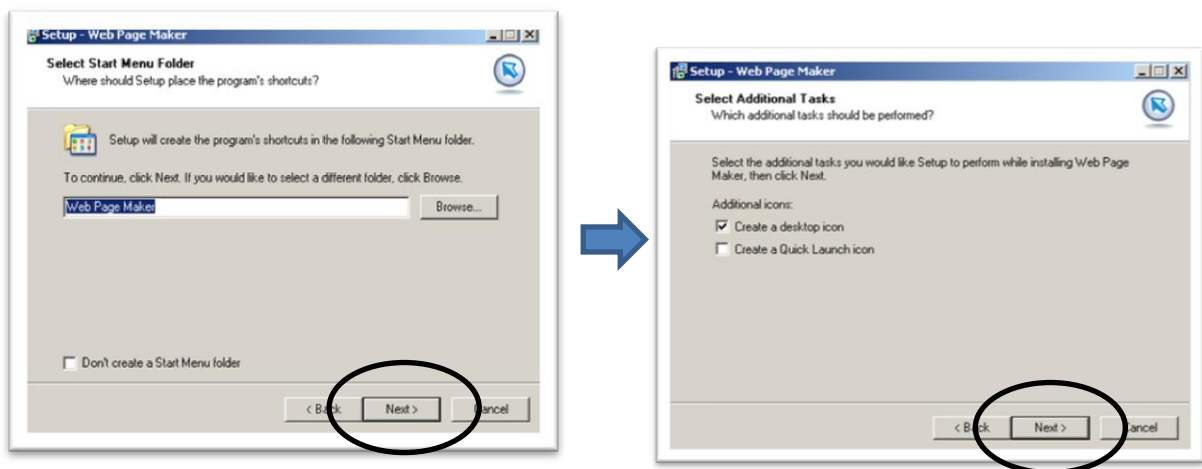 Setup - Web Page Maker
Select Start Menu Folder
Where should Setup place the program's shortcuts?
Setup will create the program's shortcuts in the following Start Menu folder.
To continue, click Next. If you would like to select a different folder, click Browse.
Web Page Maker
Browse...
Don't create a Start Menu folder
< Back Next > Cancel
Setup - Web Page Maker
Select Additional Tasks
Which additional tasks should be performed?
Select the additional tasks you would like Setup to perform while installing Web Page
Maker, then click Next.
Additional icons:
Create a desktop icon
Create a Quick Launch icon
< Back Next > Cancel